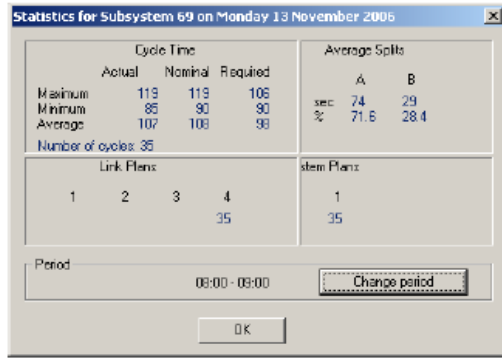 Statistics for Subsystem 69 on Monday 13 November 2006
Cycle Time
Actual Nominal Required
Maximum 119 119 106
Minimum 85 90 90
Average 107 108 98
Number of cycles: 35
Average Splits
A B
sec 74 29
% 71.6 28.4
Link Plans
1 2 3 4
35
stem Plans
1
35
Period
08:00 - 09:00
Change period
OK